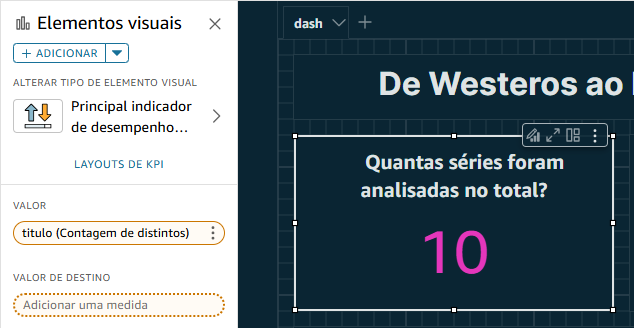 Elementos visuais
ADICIONAR
ALTERAR TIPO DE ELEMENTO VISUAL
Principal indicador
de desempenho...
LAYOUTS DE KPI
VALOR
titulo (Contagem de distintos)
VALOR DE DESTINO
Adicionar uma medida
dash
De Westeros ao
Quantas séries foram
analisadas no total?
10